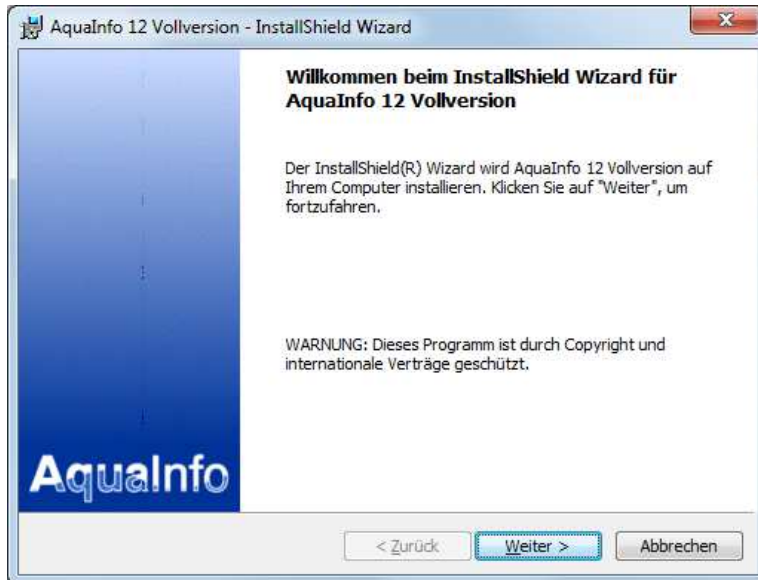 AquaInfo 12 Vollversion - InstallShield Wizard
Willkommen beim InstallShield Wizard für
AquaInfo 12 Vollversion
Der InstallShield(R) Wizard wird AquaInfo 12 Vollversion auf
Ihrem Computer installieren. Klicken Sie auf "Weiter", um
fortzufahren.
WARNUNG: Dieses Programm ist durch Copyright und
internationale Verträge geschützt.
AquaInfo
< Zurück
Weiter >
Abbrechen